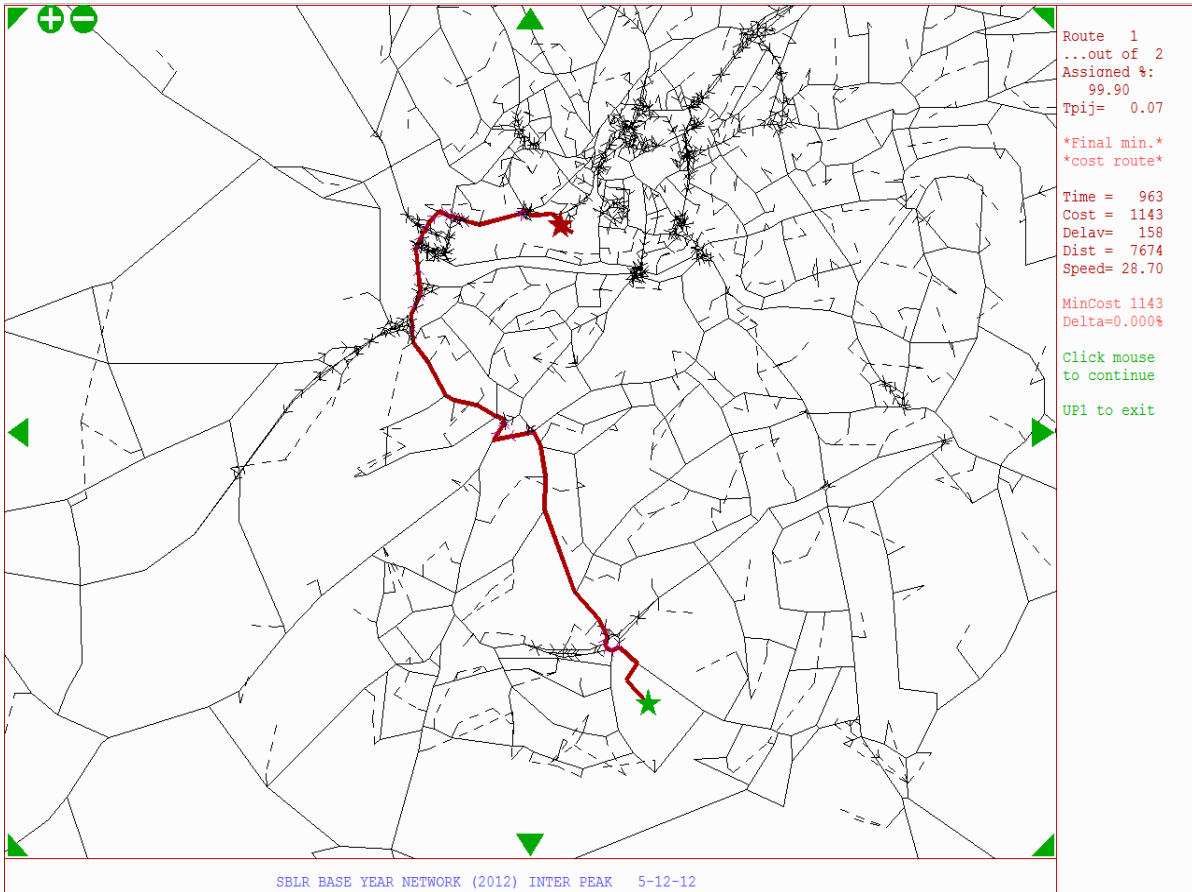 Route 1
...out of 2
Assigned %:
99.90
Tpij= 0.07
*Final min.*
*cost route*
Time = 963
Cost = 1143
Delay= 158
Dist = 7674
Speed= 28.70
MinCost 1143
Delta=0.000%
Click mouse
to continue
UP1 to exit
SBLR BASE YEAR NETWORK (2012) INTER PEAK 5-12-12